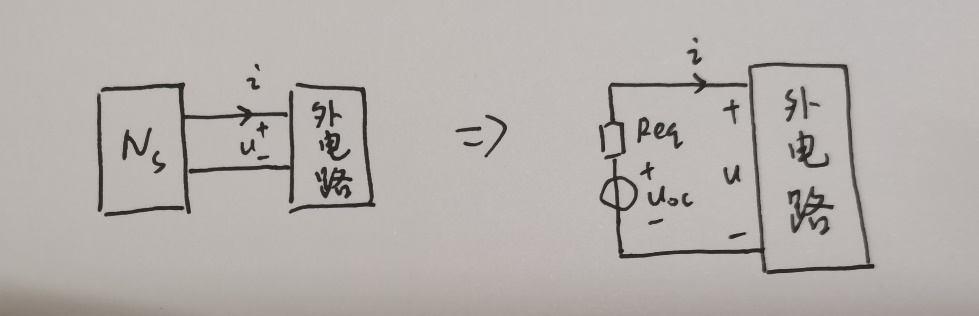 i
Ns
+
u
-
外
电
路
⇒
i
Req
+
uoc
-
+
u
-
外
电
路